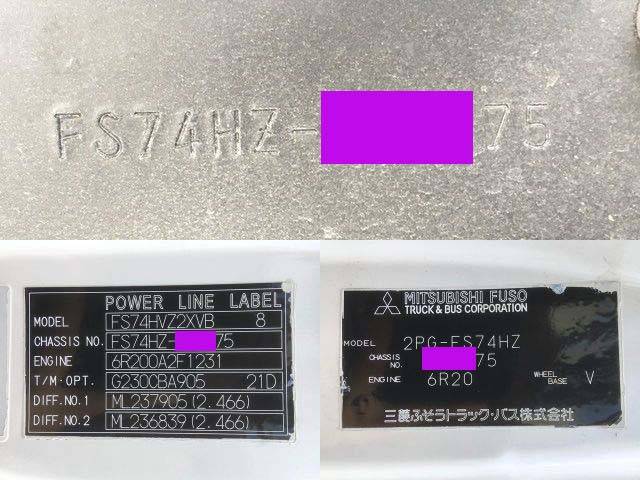 FS74HZ- 75
POWER LINE LABEL
MODEL FS74HVZ2XVB 8
CHASSIS NO. FS74HZ- 75
ENGINE 6R200A2F1231
T/M·OPT. G230CBA905 21D
DIFF.NO.1 ML237905(2.466)
DIFF.NO.2 ML236839(2.466)
MITSUBISHI FUSO
TRUCK & BUS CORPORATION
MODEL 2PG-FS74HZ
CHASSIS NO. 75
ENGINE 6R20 WHEEL BASE V
三菱ふそうトラック・バス株式会社